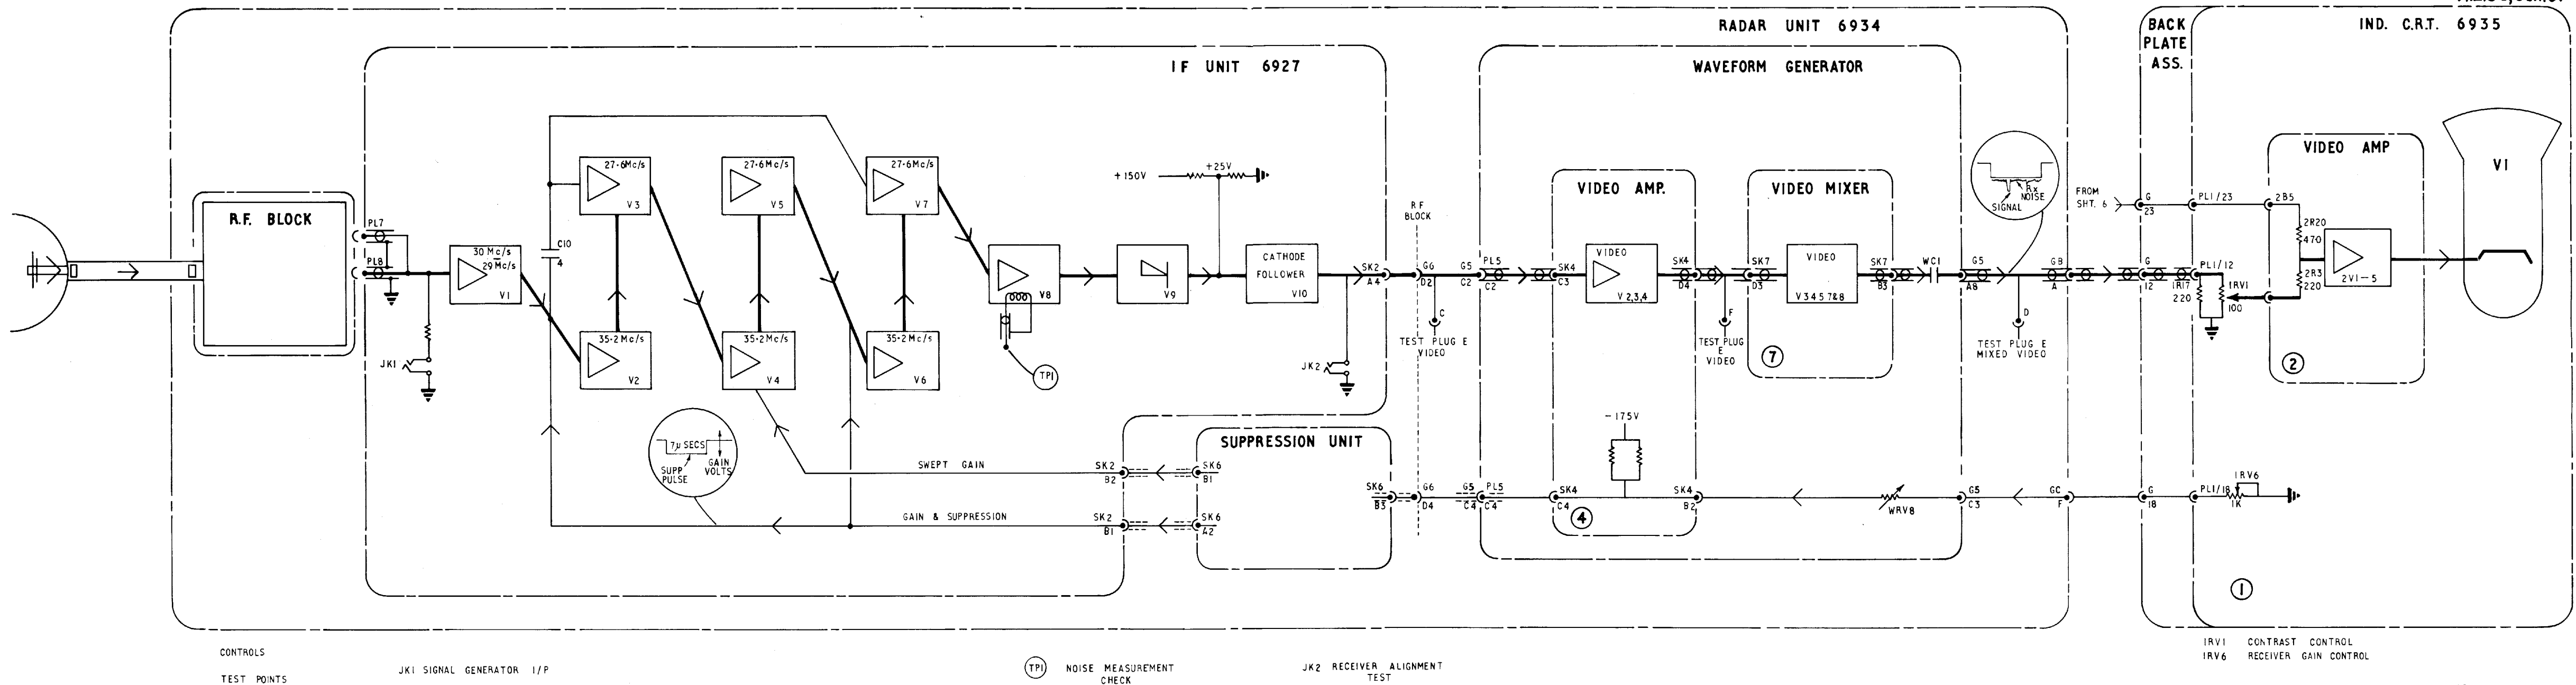 RADAR UNIT 6934
BACK
PLATE
ASS.
IND. C.R.T. 6935
IF UNIT 6927
WAVEFORM GENERATOR
R.F. BLOCK
PL7
PL8
30 Mc/s
29 Mc/s
V1
JK1
C10
4
27·6Mc/s
V3
27·6Mc/s
V5
27·6Mc/s
V7
35·2Mc/s
V2
35·2Mc/s
V4
35·2Mc/s
V6
V8
TP1
V9
+150V
+25V
CATHODE
FOLLOWER
V10
SK2
A4
JK2
RF
BLOCK
G6
D2
C
TEST PLUG E
VIDEO
G5
C2
PL5
C2
SK4
C3
VIDEO AMP.
VIDEO
V 2,3,4
SK4
D4
F
TEST PLUG
E
VIDEO
SK7
D3
VIDEO MIXER
VIDEO
V 3 4 5 7&8
SK7
B3
7
WC1
G5
A8
SIGNAL
Rx
NOISE
D
TEST PLUG E
MIXED VIDEO
GB
A
FROM
SHT. 6
G
23
PL1/23
2B5
G
12
PL1/12
1R17
220
1RV1
100
2R20
470
2R3
220
VIDEO AMP
2V1-5
2
V1
7µ SECS
SUPP
PULSE
GAIN
VOLTS
SWEPT GAIN
SK2
B2
SK6
B1
GAIN & SUPPRESSION
SK2
B1
SK6
A2
SUPPRESSION UNIT
SK6
B3
G6
D4
G5
C4
PL5
C4
SK4
C4
4
-175V
SK4
B2
WRV8
G5
C3
GC
F
G
18
PL1/18
1RV6
1K
1
CONTROLS
TEST POINTS
JK1 SIGNAL GENERATOR I/P
TP1 NOISE MEASUREMENT
CHECK
JK2 RECEIVER ALIGNMENT
TEST
1RV1 CONTRAST CONTROL
1RV6 RECEIVER GAIN CONTROL